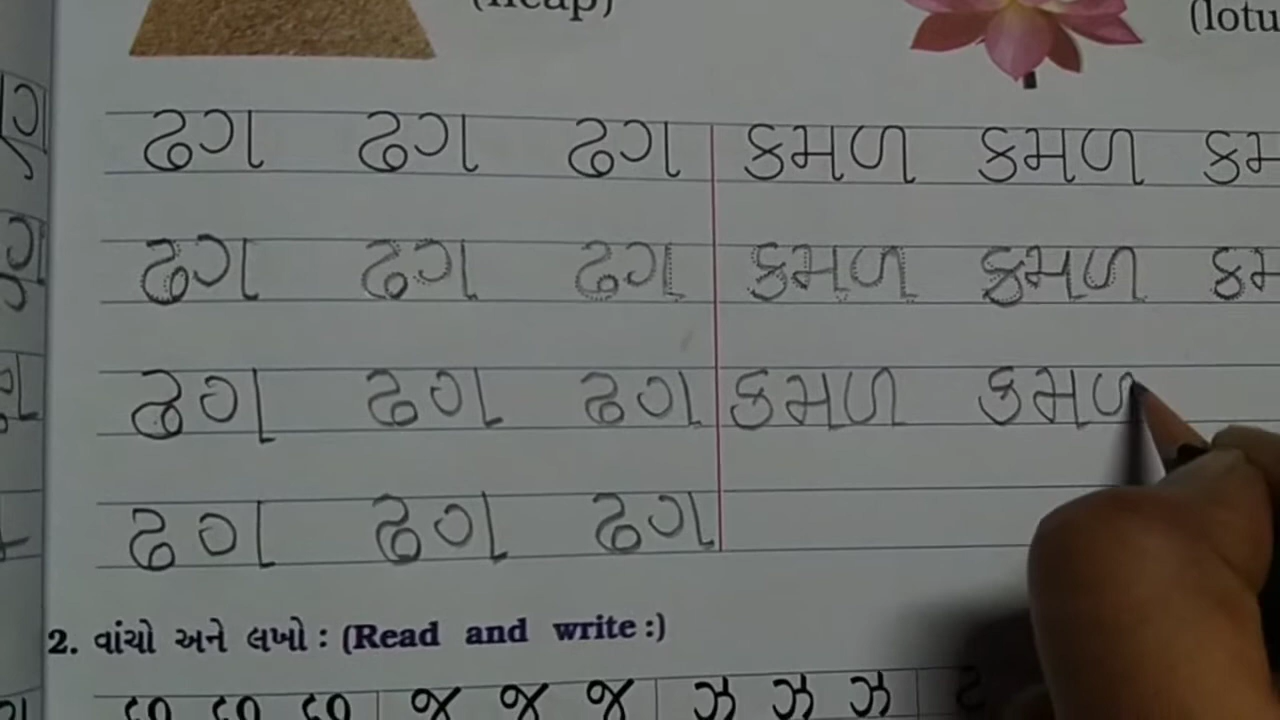 (heap)
ઢગ ઢગ ઢગ કમળ કમળ કમ
ઢગ ઢગ ઢગ કમળ કમળ કમ
ઢગ ઢગ ઢગ કમળ કમળ
ઢગ ઢગ ઢગ
2. વાંચો અને લખો : (Read and write :)
જ જ જ ઝ ઝ ઝ